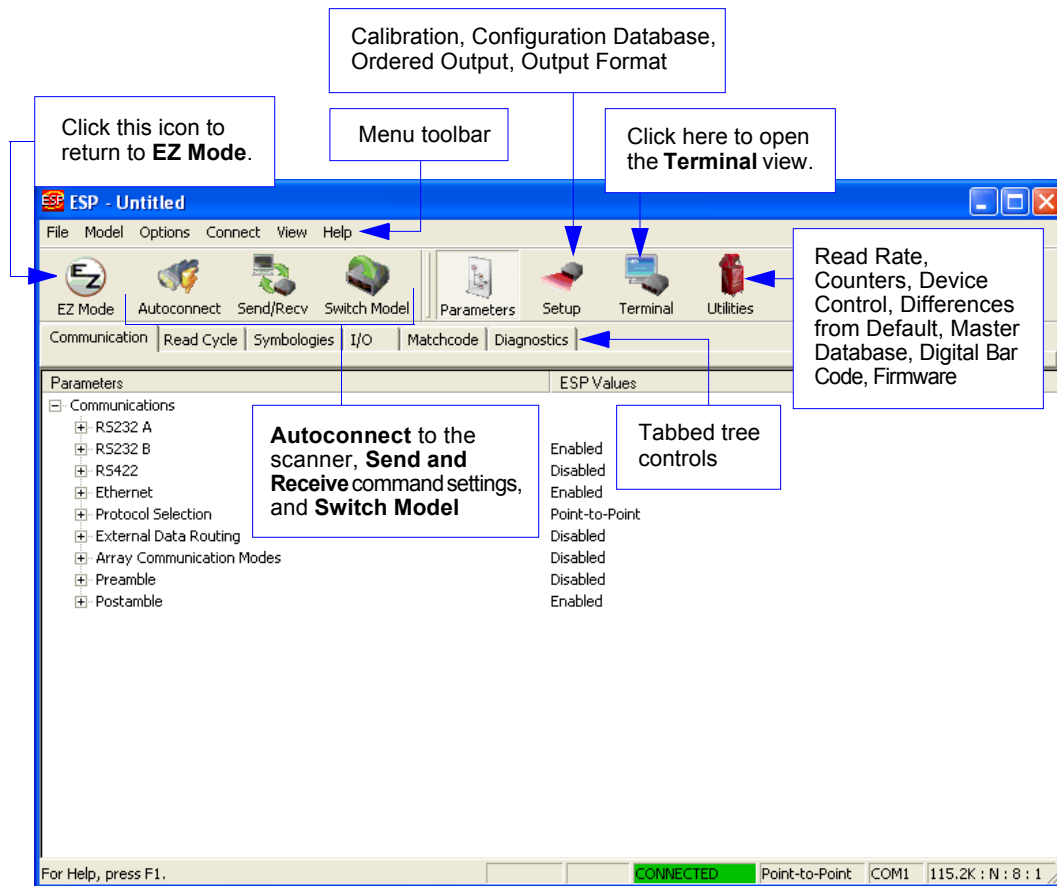 Calibration, Configuration Database,
Ordered Output, Output Format
Click this icon to
return to EZ Mode.
Menu toolbar
Click here to open
the Terminal view.
ESP - Untitled
File Model Options Connect View Help
EZ
EZ Mode Autoconnect Send/Recv Switch Model Parameters Setup Terminal Utilities
Read Rate,
Counters, Device
Control, Differences
from Default, Master
Database, Digital Bar
Code, Firmware
Communication Read Cycle Symbologies I/O Matchcode Diagnostics
Parameters ESP Values
Communications
RS232 A
RS232 B Enabled
RS422 Disabled
Ethernet Enabled
Protocol Selection Point-to-Point
External Data Routing Disabled
Array Communication Modes Disabled
Preamble Disabled
Postamble Enabled
Autoconnect to the
scanner, Send and
Receive command settings,
and Switch Model
Tabbed tree
controls
For Help, press F1. CONNECTED Point-to-Point COM1 115.2K : N : 8 : 1